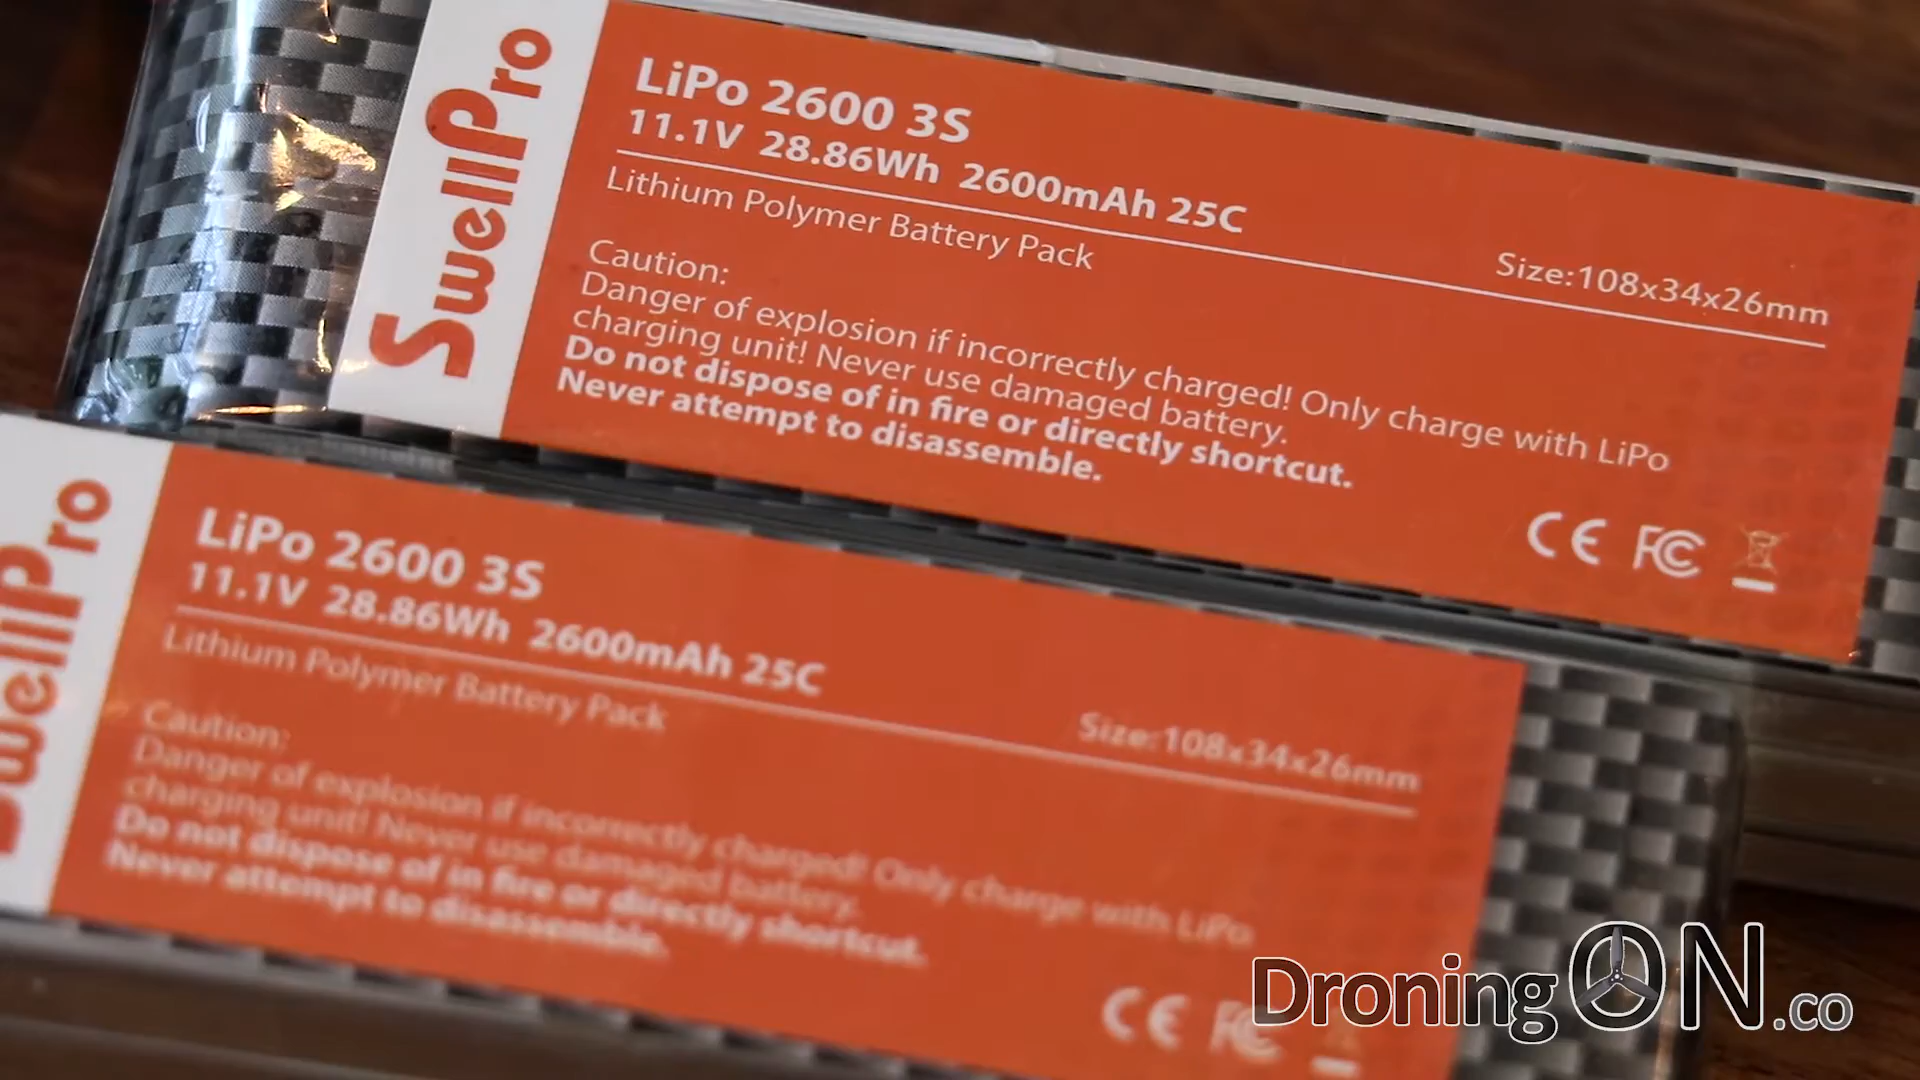 SwellPro
LiPo 2600 3S
11.1V 28.86Wh 2600mAh 25C
Lithium Polymer Battery Pack
Size:108x34x26mm
Caution:
Danger of explosion if incorrectly charged! Only charge with LiPo
charging unit! Never use damaged battery.
Do not dispose of in fire or directly shortcut.
Never attempt to disassemble.
CE FC
SwellPro
LiPo 2600 3S
11.1V 28.86Wh 2600mAh 25C
Lithium Polymer Battery Pack
Size:108x34x26mm
Caution:
Danger of explosion if incorrectly charged! Only charge with LiPo
charging unit! Never use damaged battery.
Do not dispose of in fire or directly shortcut.
Never attempt to disassemble.
CE FC
DroningON.co